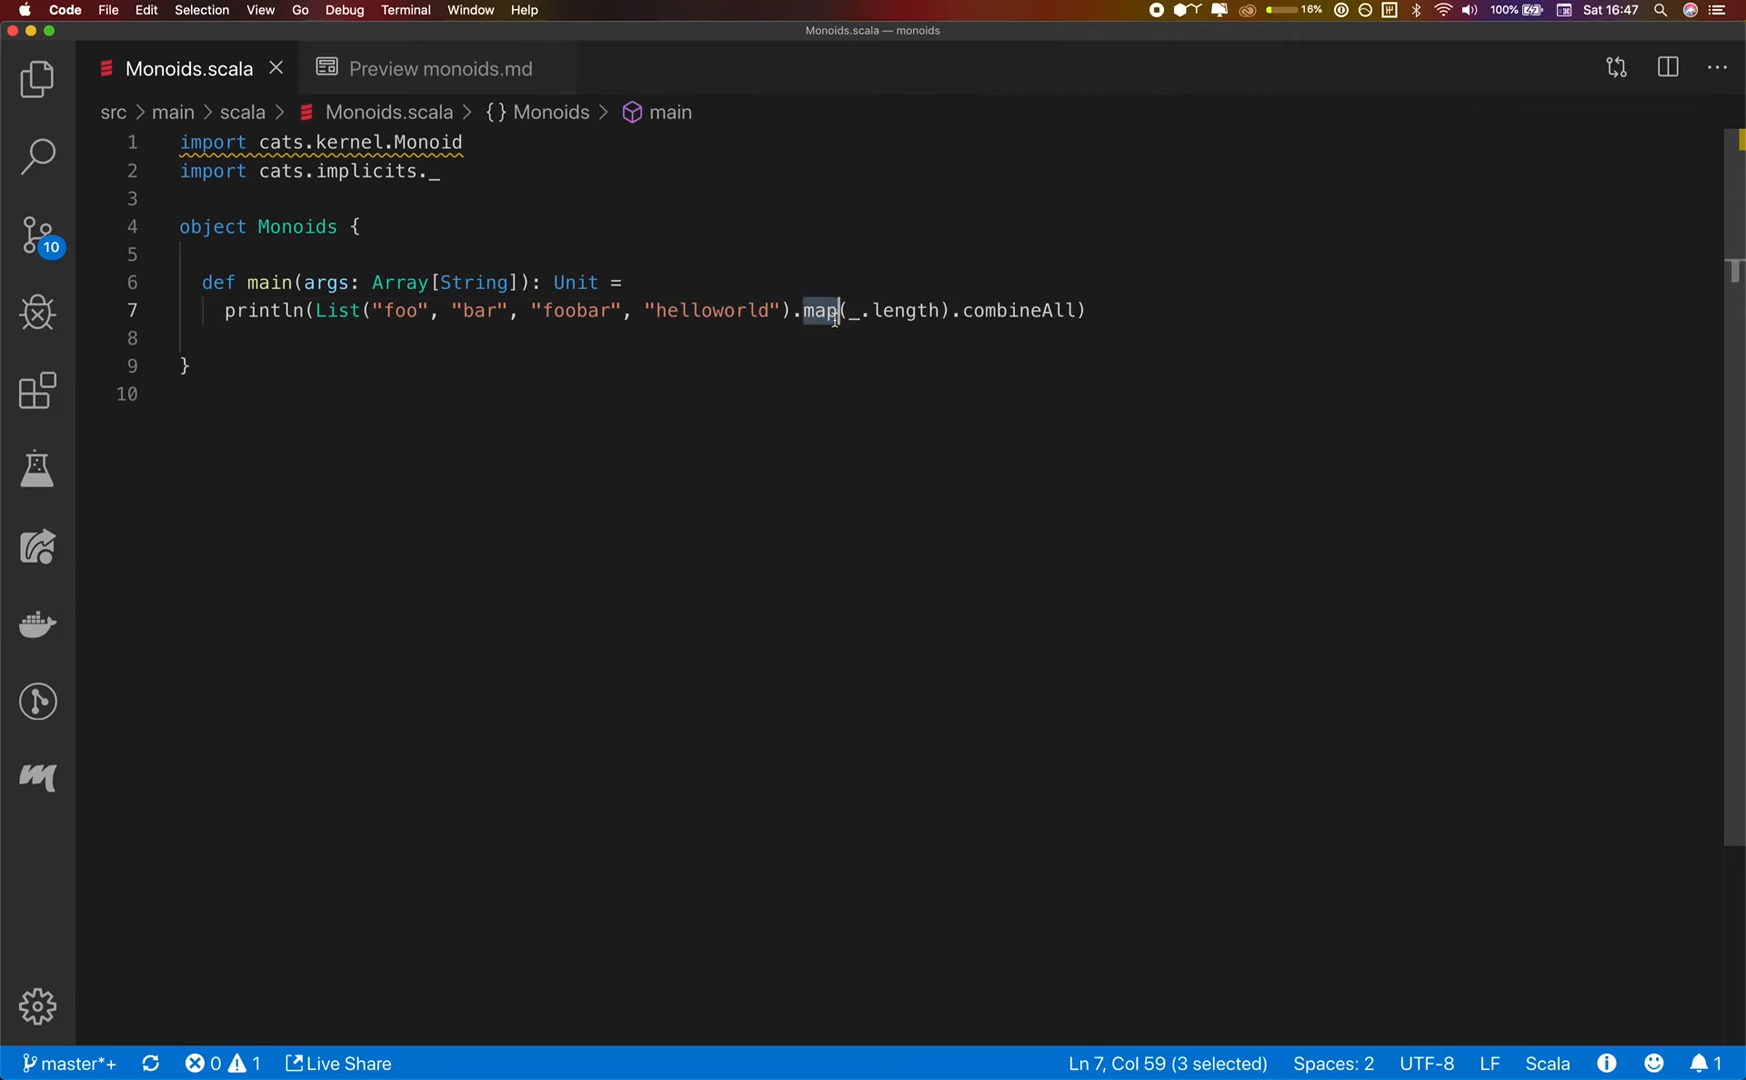 Code File Edit Selection View Go Debug Terminal Window Help 16% 100% Sat 16:47
Monoids.scala — monoids
Monoids.scala Preview monoids.md
src > main > scala > Monoids.scala > {} Monoids > main
1 import cats.kernel.Monoid
2 import cats.implicits._
3
4 object Monoids {
5
6 def main(args: Array[String]): Unit =
7 println(List("foo", "bar", "foobar", "helloworld").map(_.length).combineAll)
8
9 }
10
10
master*+ 0 1 Live Share Ln 7, Col 59 (3 selected) Spaces: 2 UTF-8 LF Scala 1